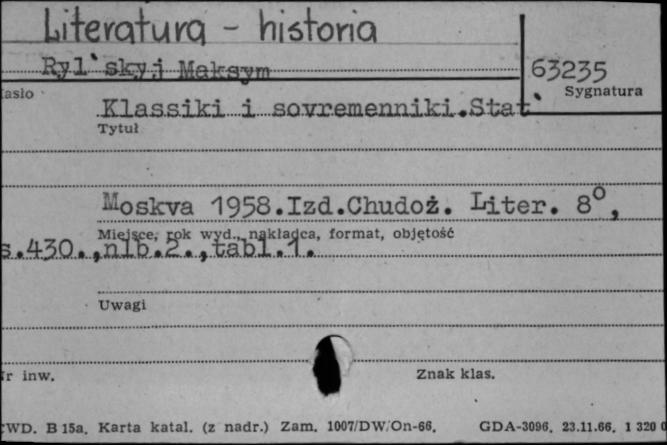 Literatura - historia
Ryl`skyj Maksym
63235
asło
Sygnatura
Klassiki i sovremenniki.Stat`
Tytuł
Moskva 1958.Izd.Chudoż. Liter. 8°,
Miejsce, rok wyd., nakładca, format, objętość
s.430.,nlb.2.,tabl.1.
Uwagi
r inw.
Znak klas.
WD. B 15a. Karta katal. (z nadr.) Zam. 1007/DW/On-66. GDA-3096. 23.11.66. 1 320 0